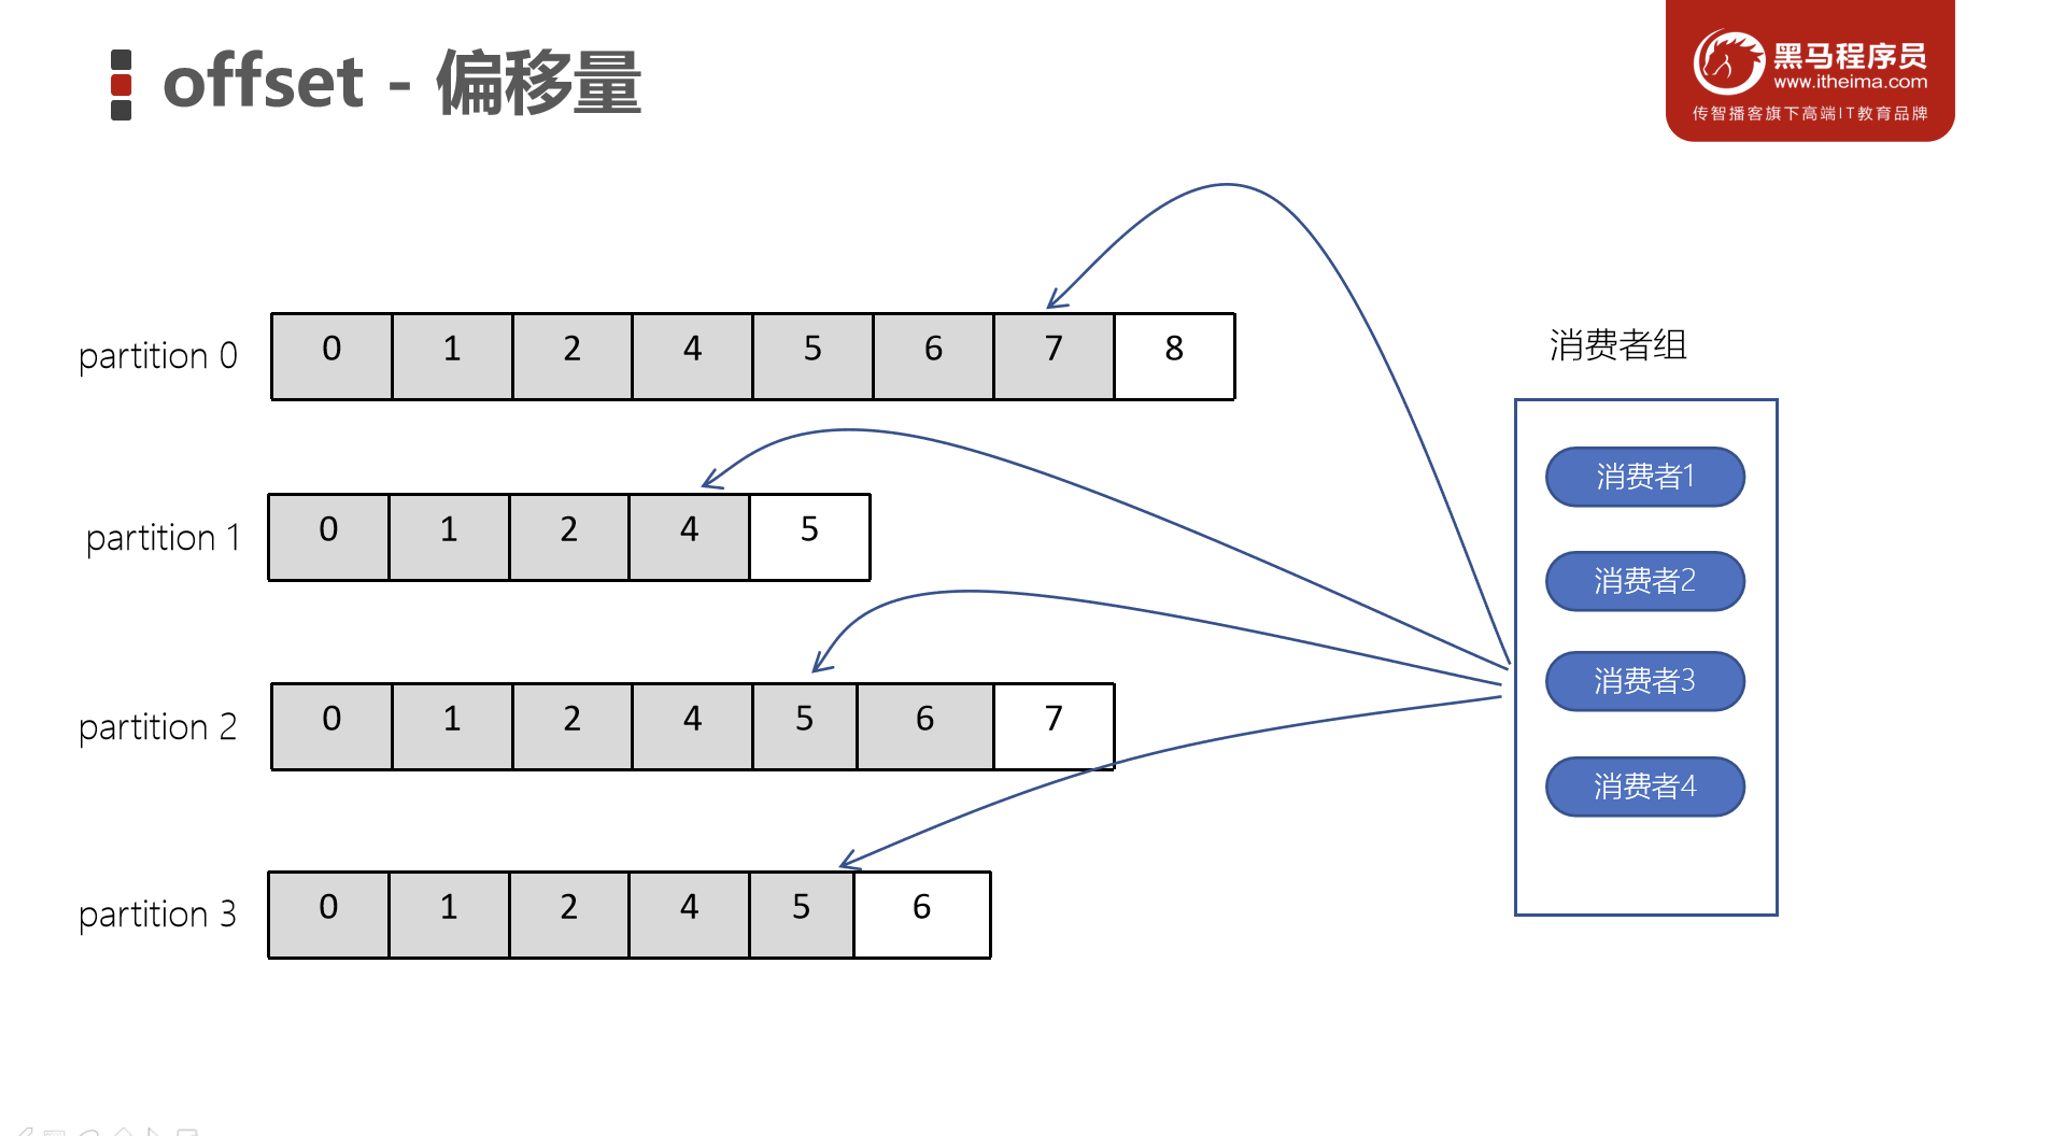 offset - 偏移量
黑马程序员
www.itheima.com
传智播客旗下高端IT教育品牌
partition 0
0 1 2 4 5 6 7 8
消费者组
消费者1
partition 1
0 1 2 4 5
消费者2
消费者3
partition 2
0 1 2 4 5 6 7
消费者4
partition 3
0 1 2 4 5 6